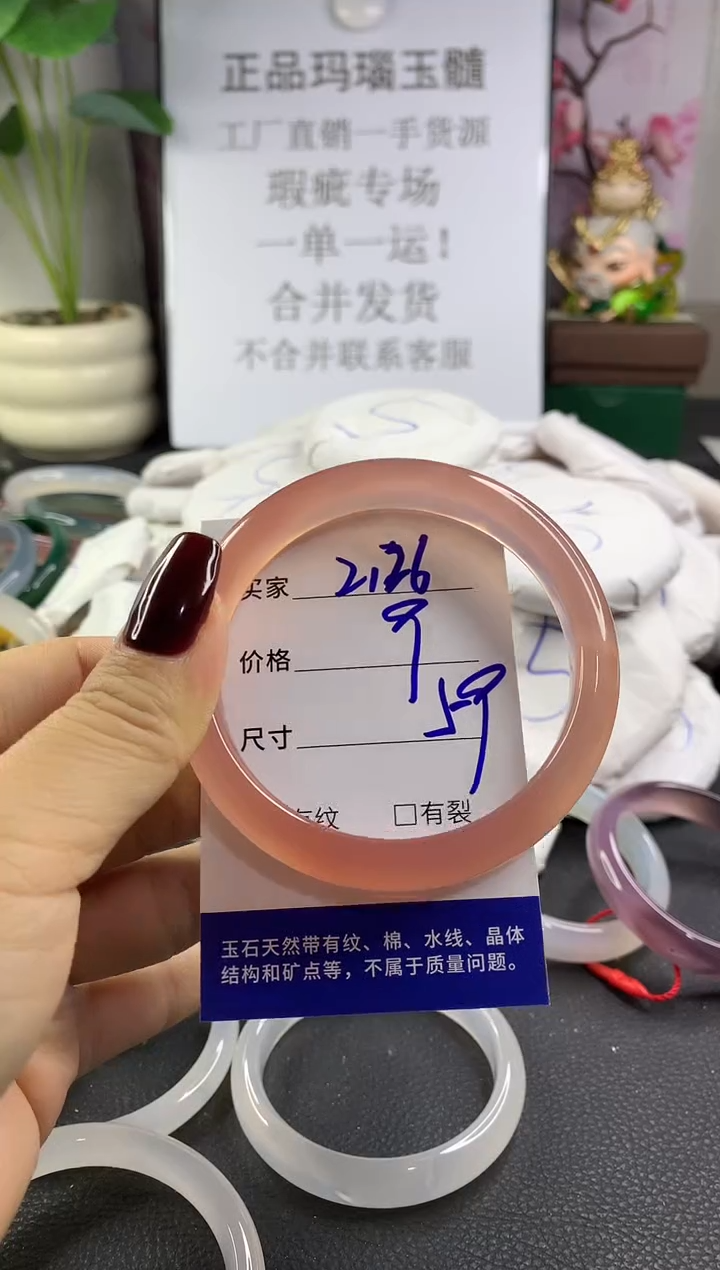 正品玛瑙玉髓
工厂直销一手货源
瑕疵专场
一单一运!
合并发货
不合并联系客服
买家 2126
价格 9
尺寸 59
有纹 □有裂
玉石天然带有纹、棉、水线、晶体
结构和矿点等，不属于质量问题。